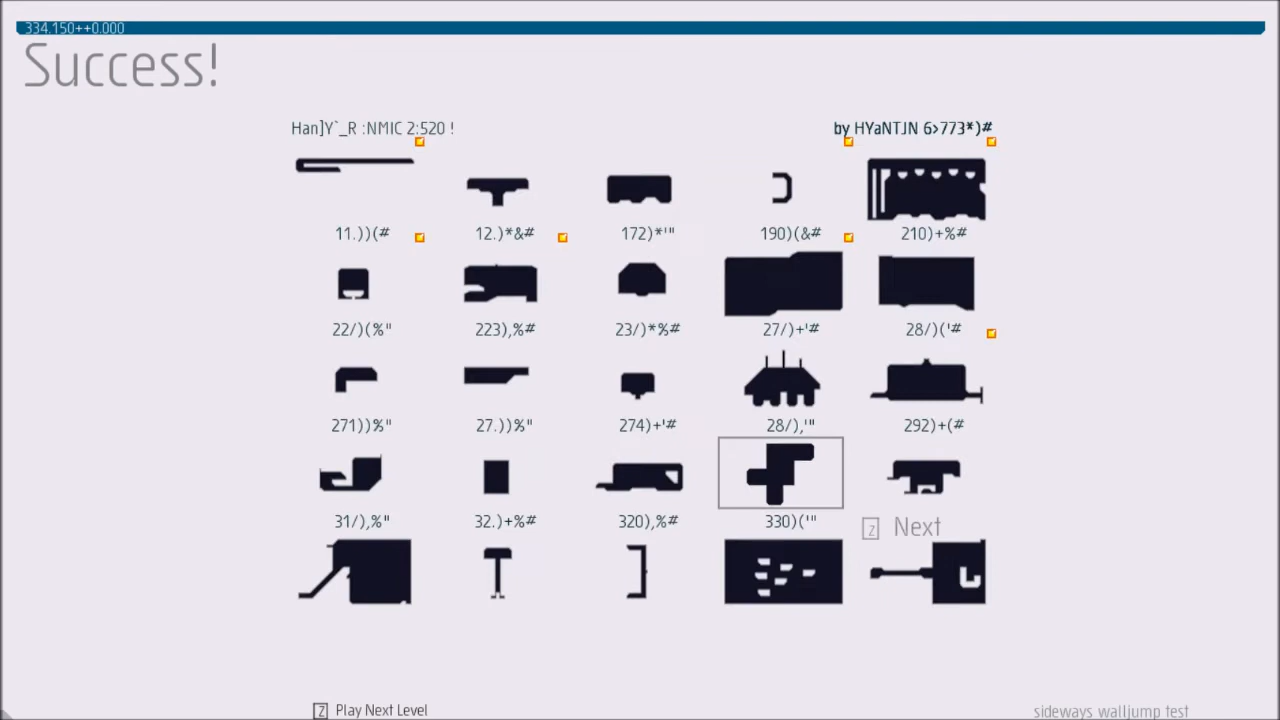 334.150++0.000
Success!
Han]Y`_R :NMIC 2:520 !
by HYaNTJN 6>773*)#
11.))(# 12.)*&# 172)*'" 190)(&# 210)+%#
22/)(%" 223),%# 23/)*%# 27/)+'# 28/)('#
271))%" 27.))%" 274)+'# 28/),'" 292)+(#
31/),%" 32.)+%# 320),%# 330)('"
Z Next
Z Play Next Level
sideways walljump test